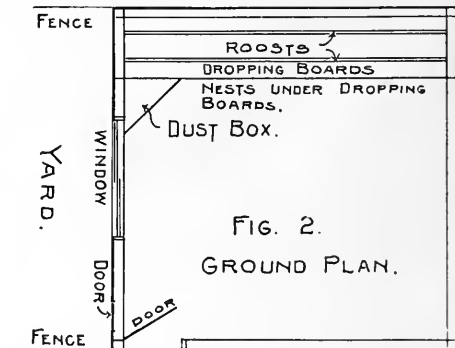 FENCE
ROOSTS
DROPPING BOARDS
NESTS UNDER DROPPING
BOARDS.
DUST BOX.
WINDOW
YARD.
FIG. 2.
GROUND PLAN.
DOOR
DOOR
FENCE